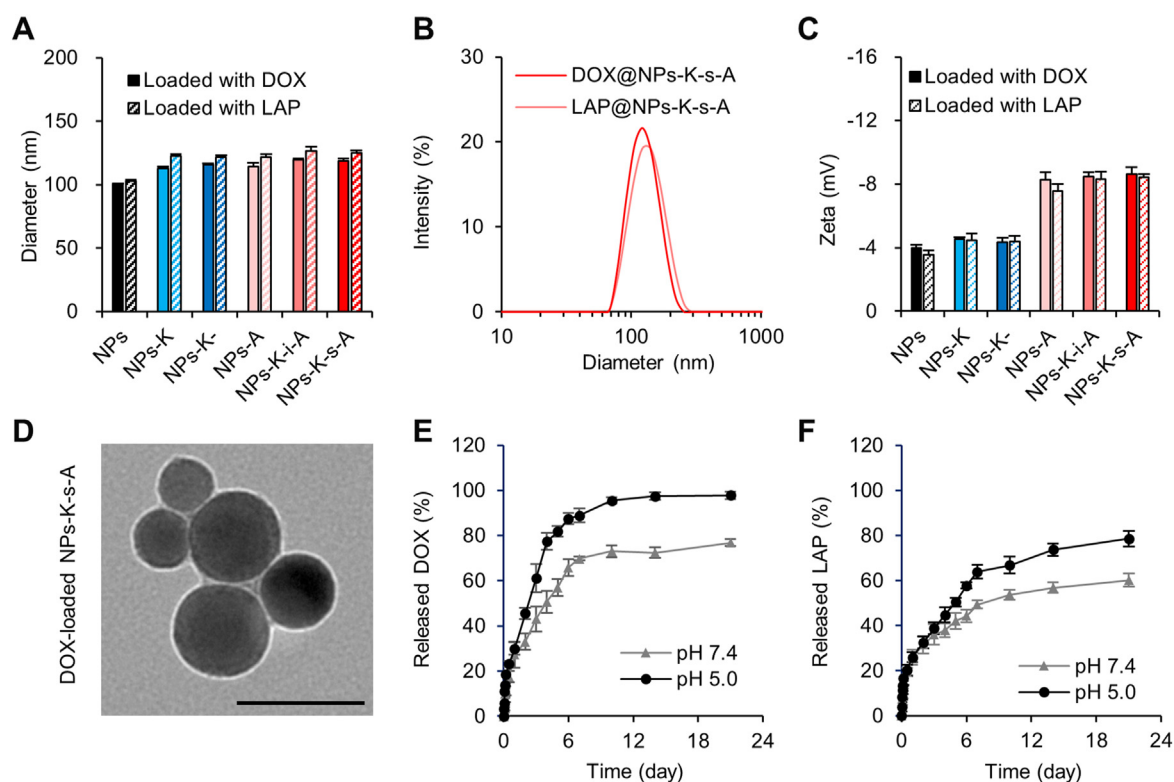 A
Diameter (nm)
200
150
100
50
0
Loaded with DOX
Loaded with LAP
NPs
NPs-K
NPs-K-
NPs-A
NPs-K-i-A
NPs-K-s-A
B
Intensity (%)
30
20
10
0
DOX@NPs-K-s-A
LAP@NPs-K-s-A
10 100 1000
Diameter (nm)
C
Zeta (mV)
-16
-12
-8
-4
0
Loaded with DOX
Loaded with LAP
NPs
NPs-K
NPs-K-
NPs-A
NPs-K-i-A
NPs-K-s-A
D
DOX-loaded NPs-K-s-A
E
Released DOX (%)
120
100
80
60
40
20
0
pH 7.4
pH 5.0
0 6 12 18 24
Time (day)
F
Released LAP (%)
120
100
80
60
40
20
0
pH 7.4
pH 5.0
0 6 12 18 24
Time (day)